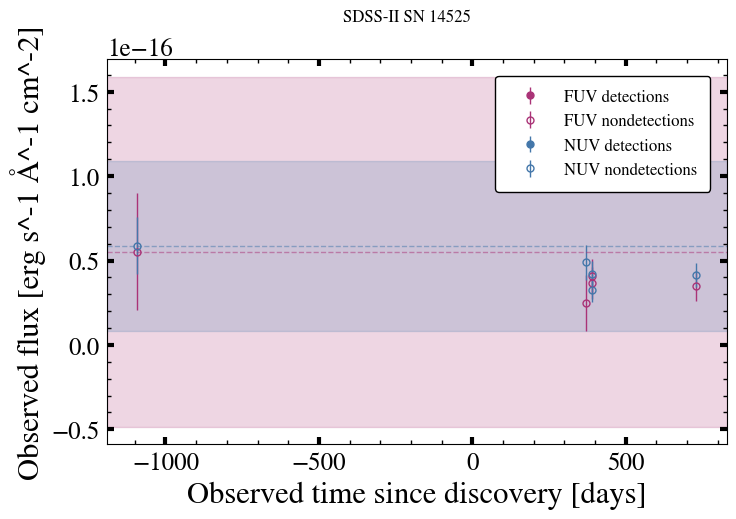 SDSS-II SN 14525
1e−16
Observed flux [erg s^-1 Å^-1 cm^-2]
1.5
1.0
0.5
0.0
−0.5
FUV detections
FUV nondetections
NUV detections
NUV nondetections
−1000
−500
0
500
Observed time since discovery [days]